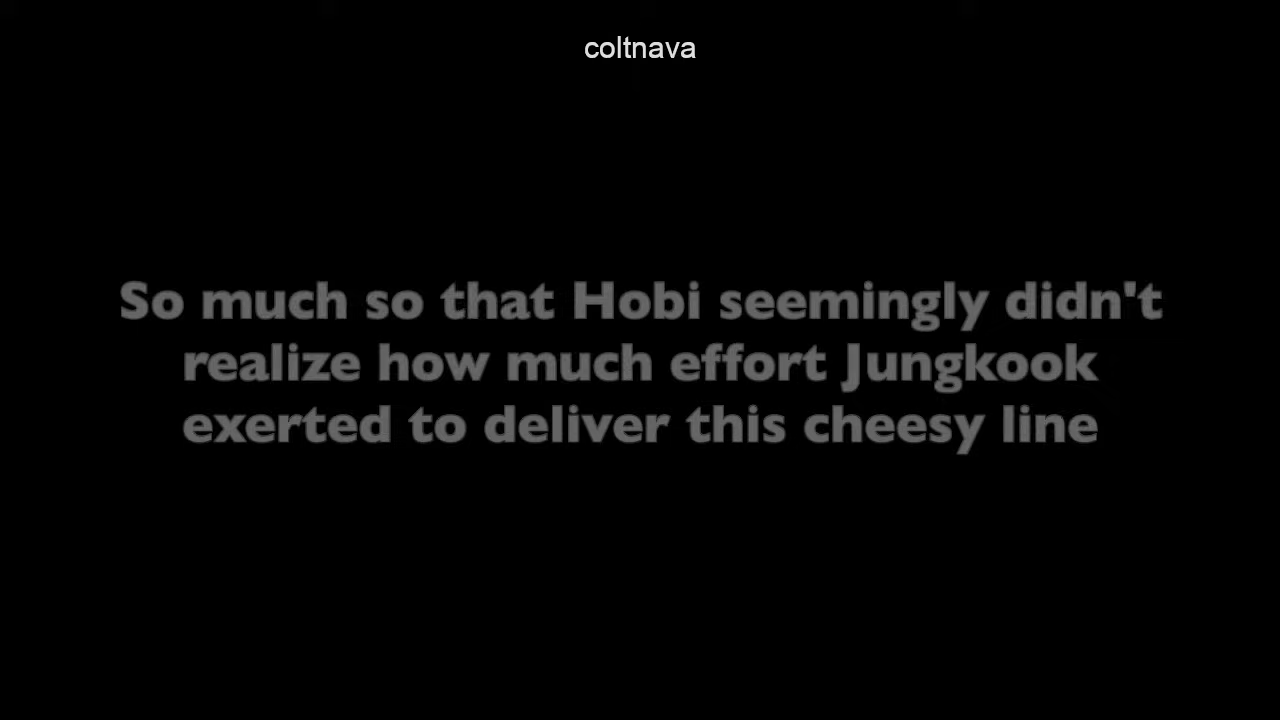 coltnava
So much so that Hobi seemingly didn't
realize how much effort Jungkook
exerted to deliver this cheesy line